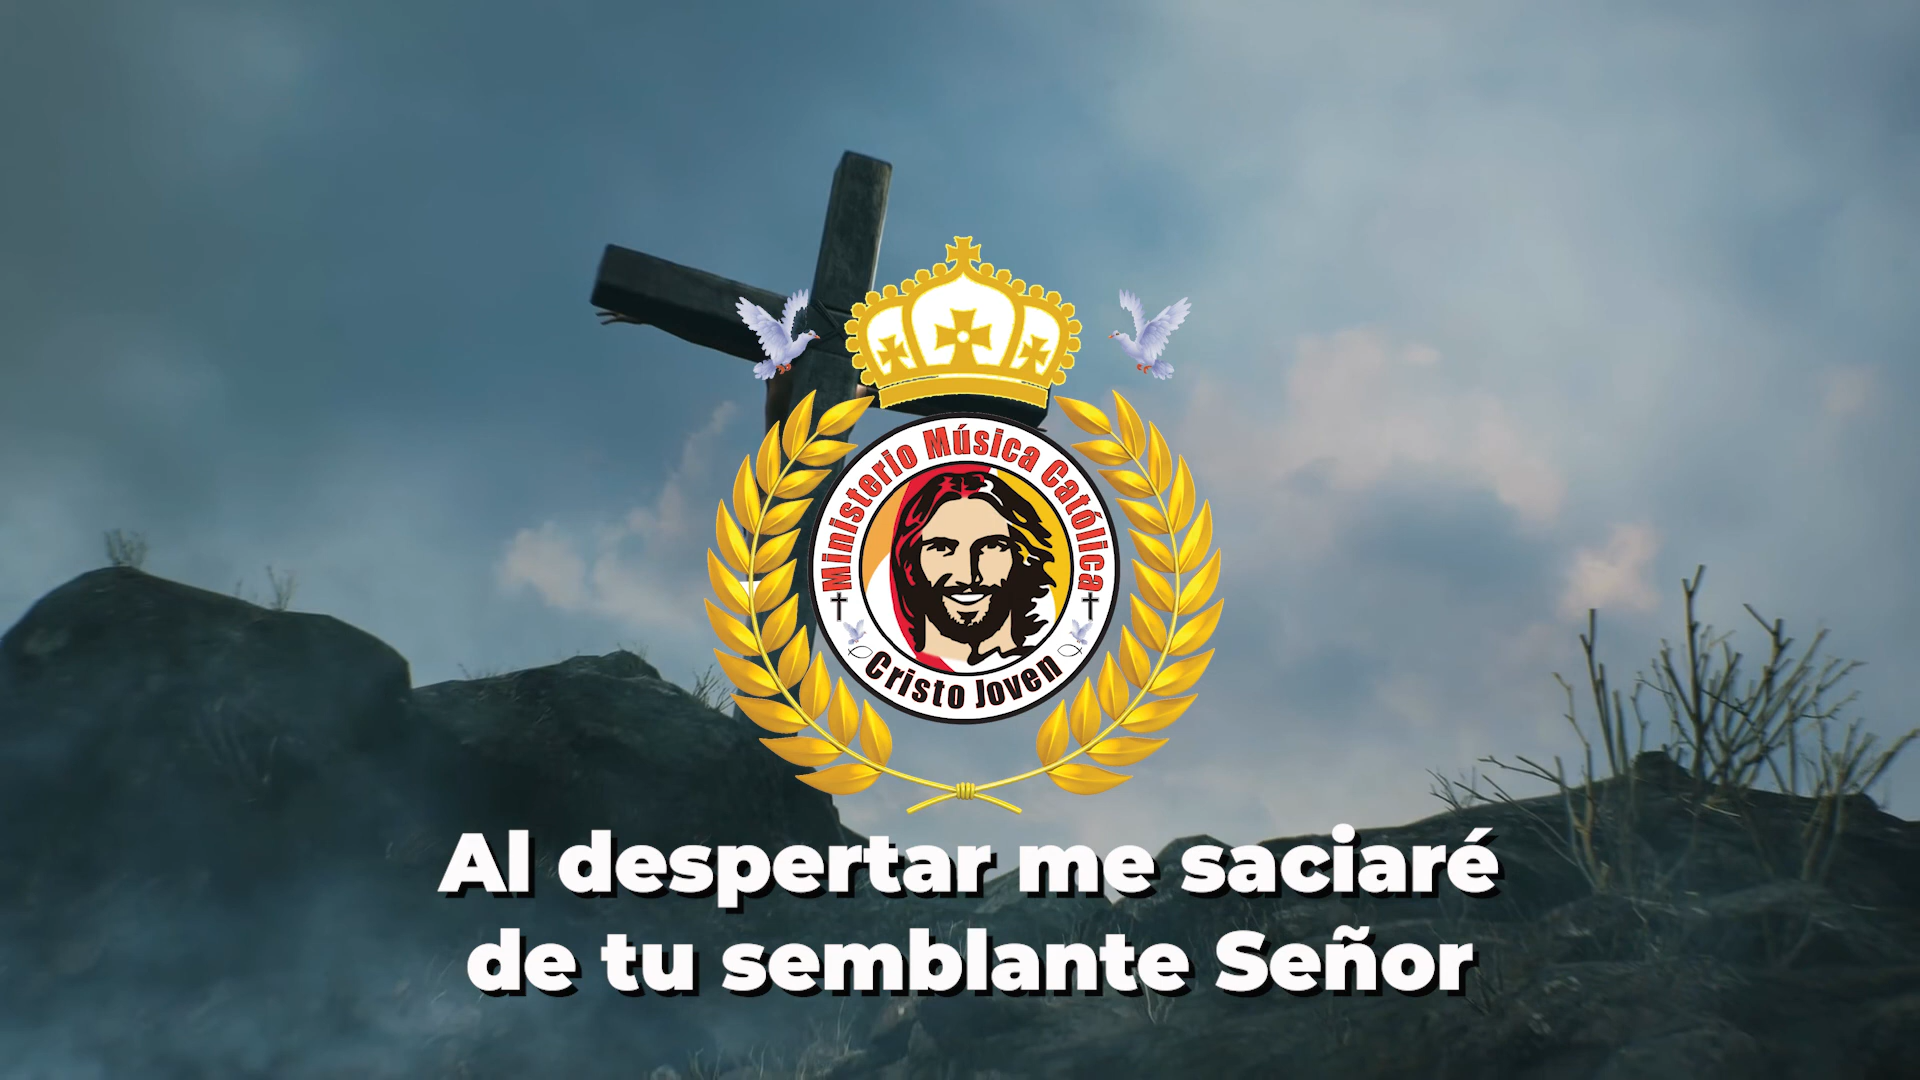 Ministerio Música Católica
Cristo Joven
Al despertar me saciaré
de tu semblante Señor